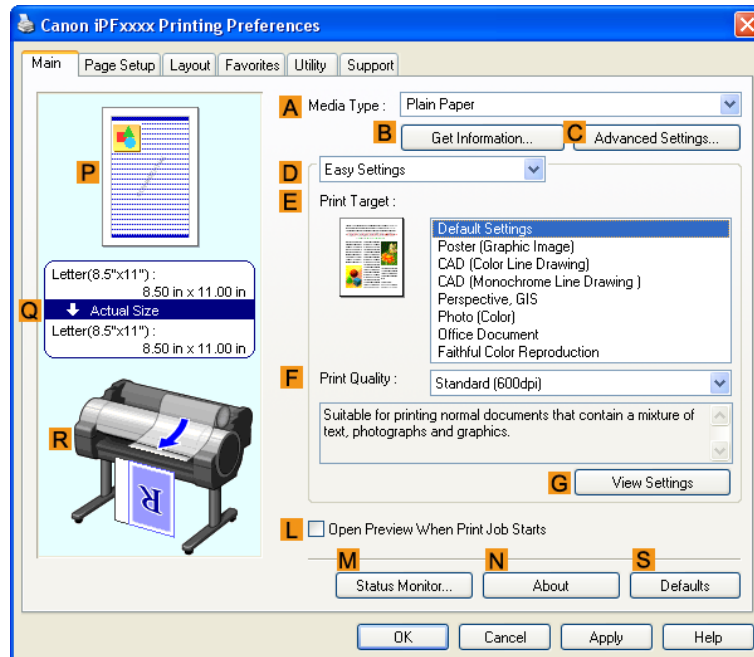 Canon iPFxxxx Printing Preferences
Main Page Setup Layout Favorites Utility Support
A Media Type : Plain Paper
B Get Information... C Advanced Settings...
D Easy Settings
E Print Target :
Default Settings
Poster (Graphic Image)
CAD (Color Line Drawing)
CAD (Monochrome Line Drawing )
Perspective, GIS
Photo (Color)
Office Document
Faithful Color Reproduction
F Print Quality : Standard (600dpi)
Suitable for printing normal documents that contain a mixture of
text, photographs and graphics.
G View Settings
P
Letter(8.5"x11") :
8.50 in x 11.00 in
Q Actual Size
Letter(8.5"x11") :
8.50 in x 11.00 in
R
R
L Open Preview When Print Job Starts
M Status Monitor... N About S Defaults
OK Cancel Apply Help